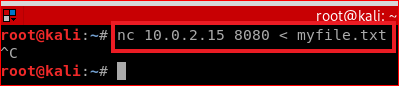 root@kali: ~
root@kali:~# nc 10.0.2.15 8080 < myfile.txt
^C
root@kali:~#